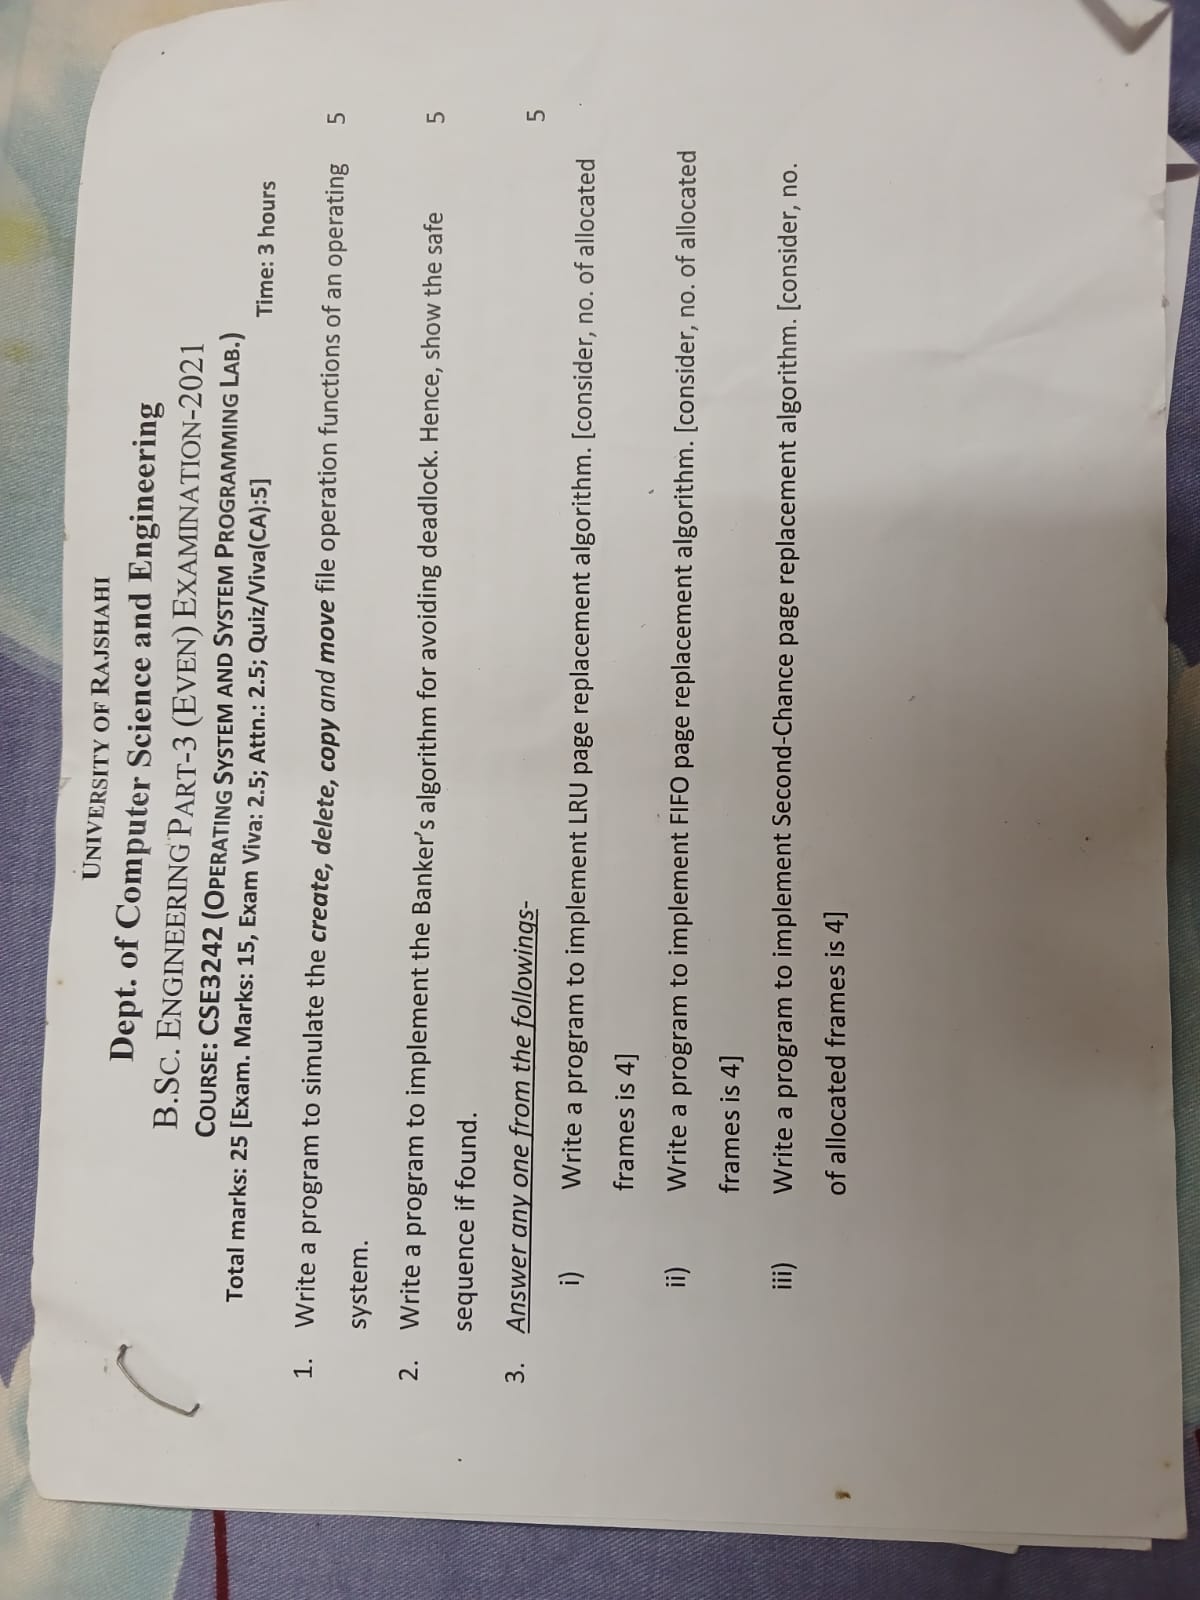 UNIVERSITY OF RAJSHAHI
Dept. of Computer Science and Engineering
B.SC. ENGINEERING PART-3 (EVEN) EXAMINATION-2021
COURSE: CSE3242 (OPERATING SYSTEM AND SYSTEM PROGRAMMING LAB.)
Total marks: 25 [Exam. Marks: 15, Exam Viva: 2.5; Attn.: 2.5; Quiz/Viva(CA):5] Time: 3 hours
1. Write a program to simulate the create, delete, copy and move file operation functions of an operating 5
system.
2. Write a program to implement the Banker's algorithm for avoiding deadlock. Hence, show the safe 5
sequence if found.
3. Answer any one from the followings- 5
i) Write a program to implement LRU page replacement algorithm. [consider, no. of allocated
frames is 4]
ii) Write a program to implement FIFO page replacement algorithm. [consider, no. of allocated
frames is 4]
iii) Write a program to implement Second-Chance page replacement algorithm. [consider, no.
of allocated frames is 4]